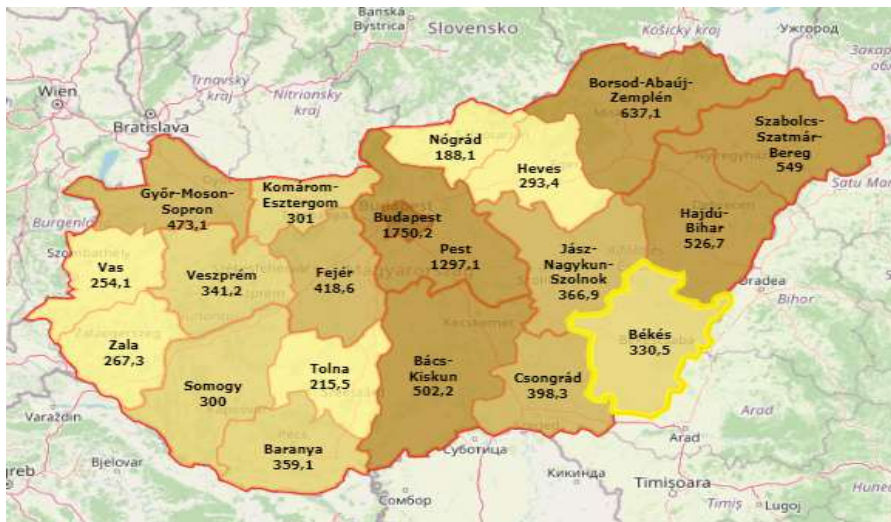 Banská
Bystrica
Slovensko
Košický kraj
Ужгород
Wien
Trnavský
kraj
Nitriansky
kraj
Bratislava
Borsod-Abaúj-
Zemplén
637,1
Szabolcs-
Szatmár-
Bereg
549
Nógrád
188,1
Heves
293,4
Győr-Moson-
Sopron
473,1
Komárom-
Esztergom
301
Budapest
1750,2
Pest
1297,1
Hajdú-
Bihar
526,7
Satu Mare
Vas
254,1
Veszprém
341,2
Fejér
418,6
Jász-
Nagykun-
Szolnok
366,9
Oradea
Bihor
Zala
267,3
Somogy
300
Tolna
215,5
Bács-
Kiskun
502,2
Csongrád
398,3
Békés
330,5
Baranya
359,1
Varaždin
Bjelovar
Суботица
Сомбор
Кикинда
Arad
Arad
Timișoara
Timiș
Lugoj